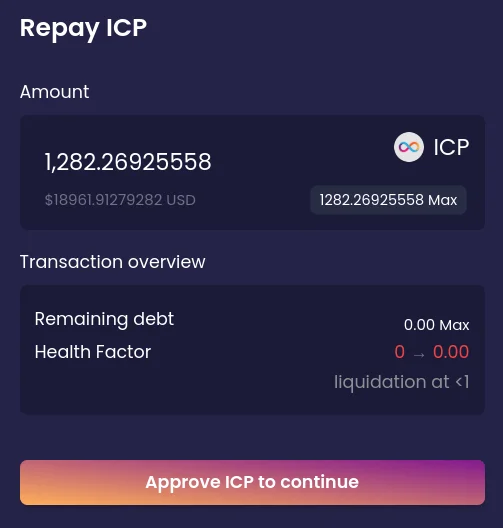 Repay ICP
Amount
1,282.26925558
ICP
$18961.91279282 USD
1282.26925558 Max
Transaction overview
Remaining debt
0.00 Max
Health Factor
0 → 0.00
liquidation at <1
Approve ICP to continue